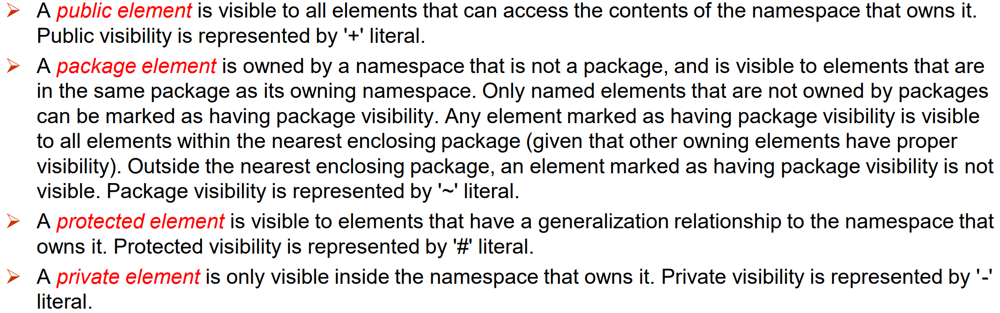 ➢ A public element is visible to all elements that can access the contents of the namespace that owns it.
Public visibility is represented by '+' literal.
➢ A package element is owned by a namespace that is not a package, and is visible to elements that are
in the same package as its owning namespace. Only named elements that are not owned by packages
can be marked as having package visibility. Any element marked as having package visibility is visible
to all elements within the nearest enclosing package (given that other owning elements have proper
visibility). Outside the nearest enclosing package, an element marked as having package visibility is not
visible. Package visibility is represented by '~' literal.
➢ A protected element is visible to elements that have a generalization relationship to the namespace that
owns it. Protected visibility is represented by '#' literal.
➢ A private element is only visible inside the namespace that owns it. Private visibility is represented by '-'
literal.